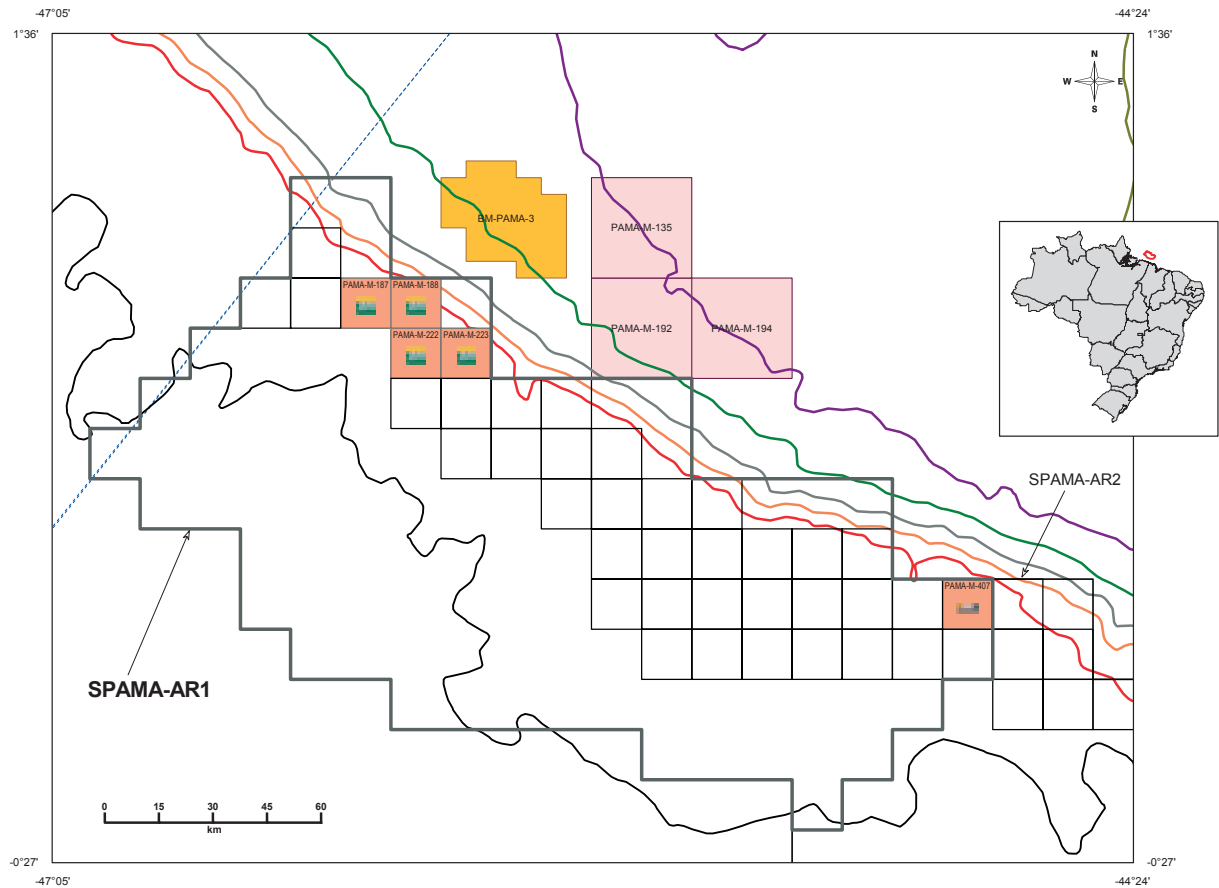 -47°05'
-44°24'
1°36'
1°36'
N
W
E
S
BM-PAMA-3
PAMA-M-135
PAMA-M-187
PAMA-M-188
PAMA-M-192
PAMA-M-194
PAMA-M-222
PAMA-M-223
SPAMA-AR2
PAMA-M-407
SPAMA-AR1
0
15
30
45
60
km
-0°27'
-0°27'
-47°05'
-44°24'